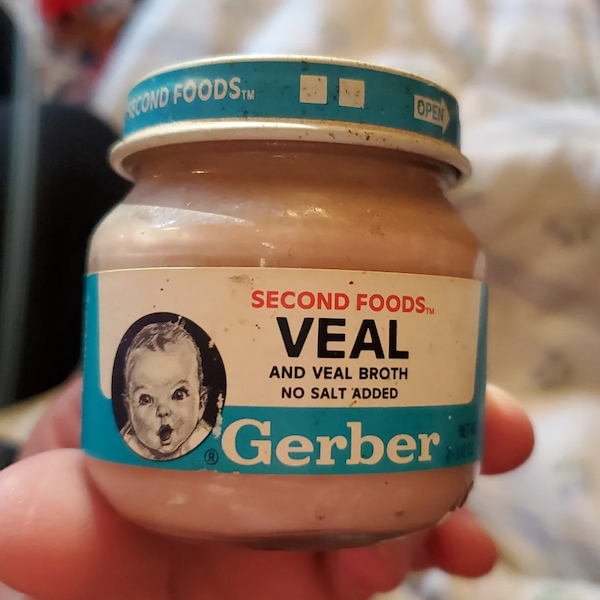 SECOND FOODS™
OPEN
SECOND FOODS™
VEAL
AND VEAL BROTH
NO SALT ADDED
® Gerber